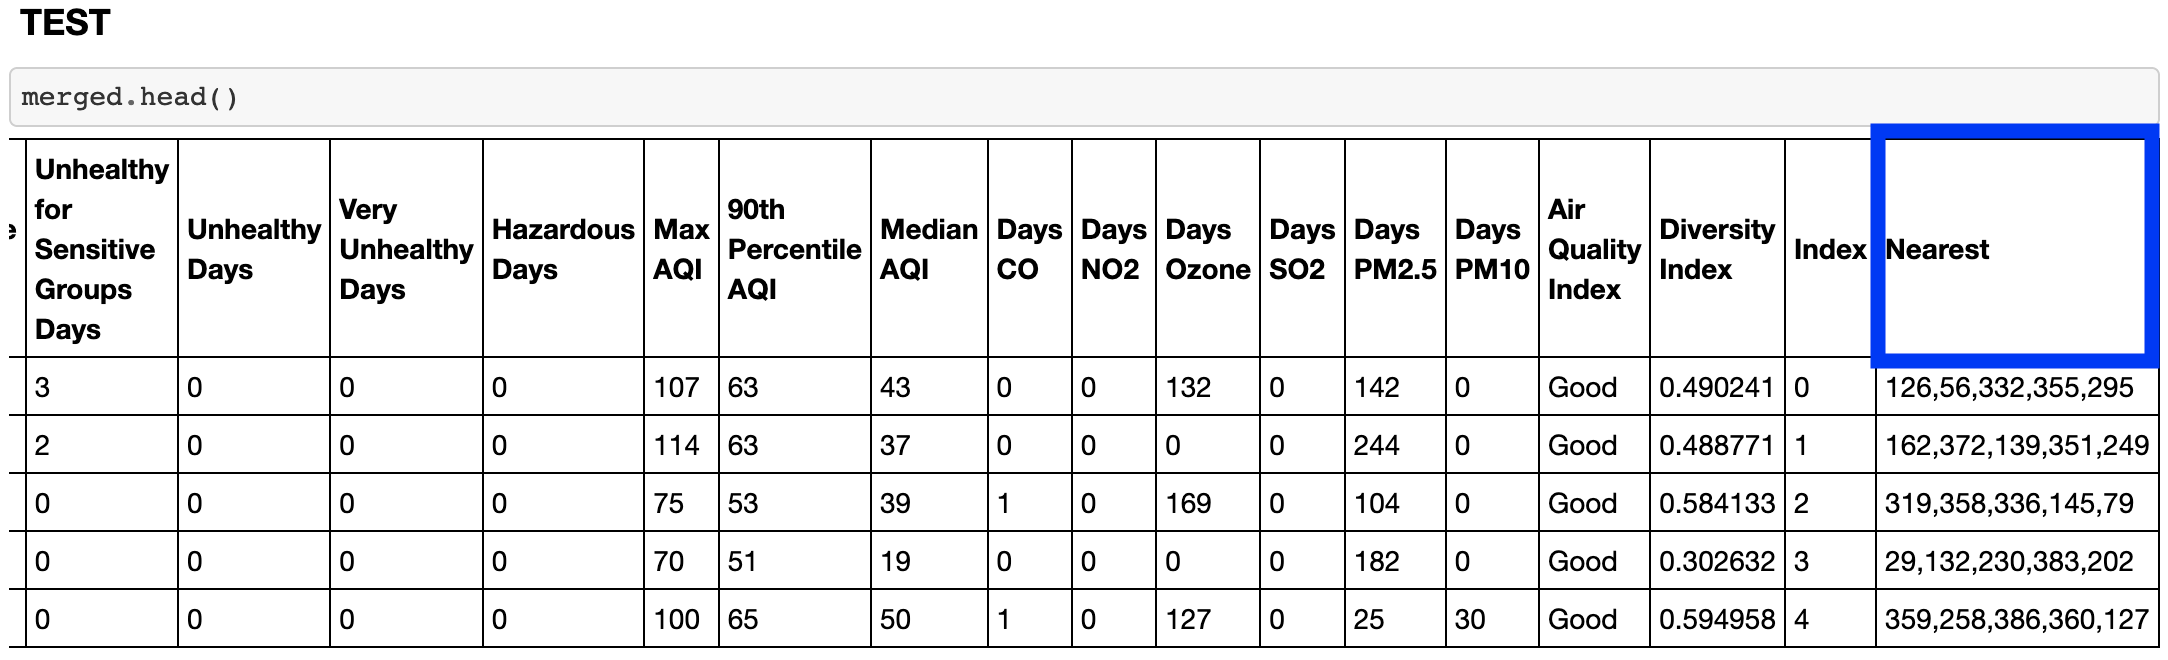 TEST
merged.head()
e | Unhealthy for Sensitive Groups Days | Unhealthy Days | Very Unhealthy Days | Hazardous Days | Max AQI | 90th Percentile AQI | Median AQI | Days CO | Days NO2 | Days Ozone | Days SO2 | Days PM2.5 | Days PM10 | Air Quality Index | Diversity Index | Index | Nearest
3 | 0 | 0 | 0 | 107 | 63 | 43 | 0 | 0 | 132 | 0 | 142 | 0 | Good | 0.490241 | 0 | 126,56,332,355,295
2 | 0 | 0 | 0 | 114 | 63 | 37 | 0 | 0 | 0 | 0 | 244 | 0 | Good | 0.488771 | 1 | 162,372,139,351,249
0 | 0 | 0 | 0 | 75 | 53 | 39 | 1 | 0 | 169 | 0 | 104 | 0 | Good | 0.584133 | 2 | 319,358,336,145,79
0 | 0 | 0 | 0 | 70 | 51 | 19 | 0 | 0 | 0 | 0 | 182 | 0 | Good | 0.302632 | 3 | 29,132,230,383,202
0 | 0 | 0 | 0 | 100 | 65 | 50 | 1 | 0 | 127 | 0 | 25 | 30 | Good | 0.594958 | 4 | 359,258,386,360,127